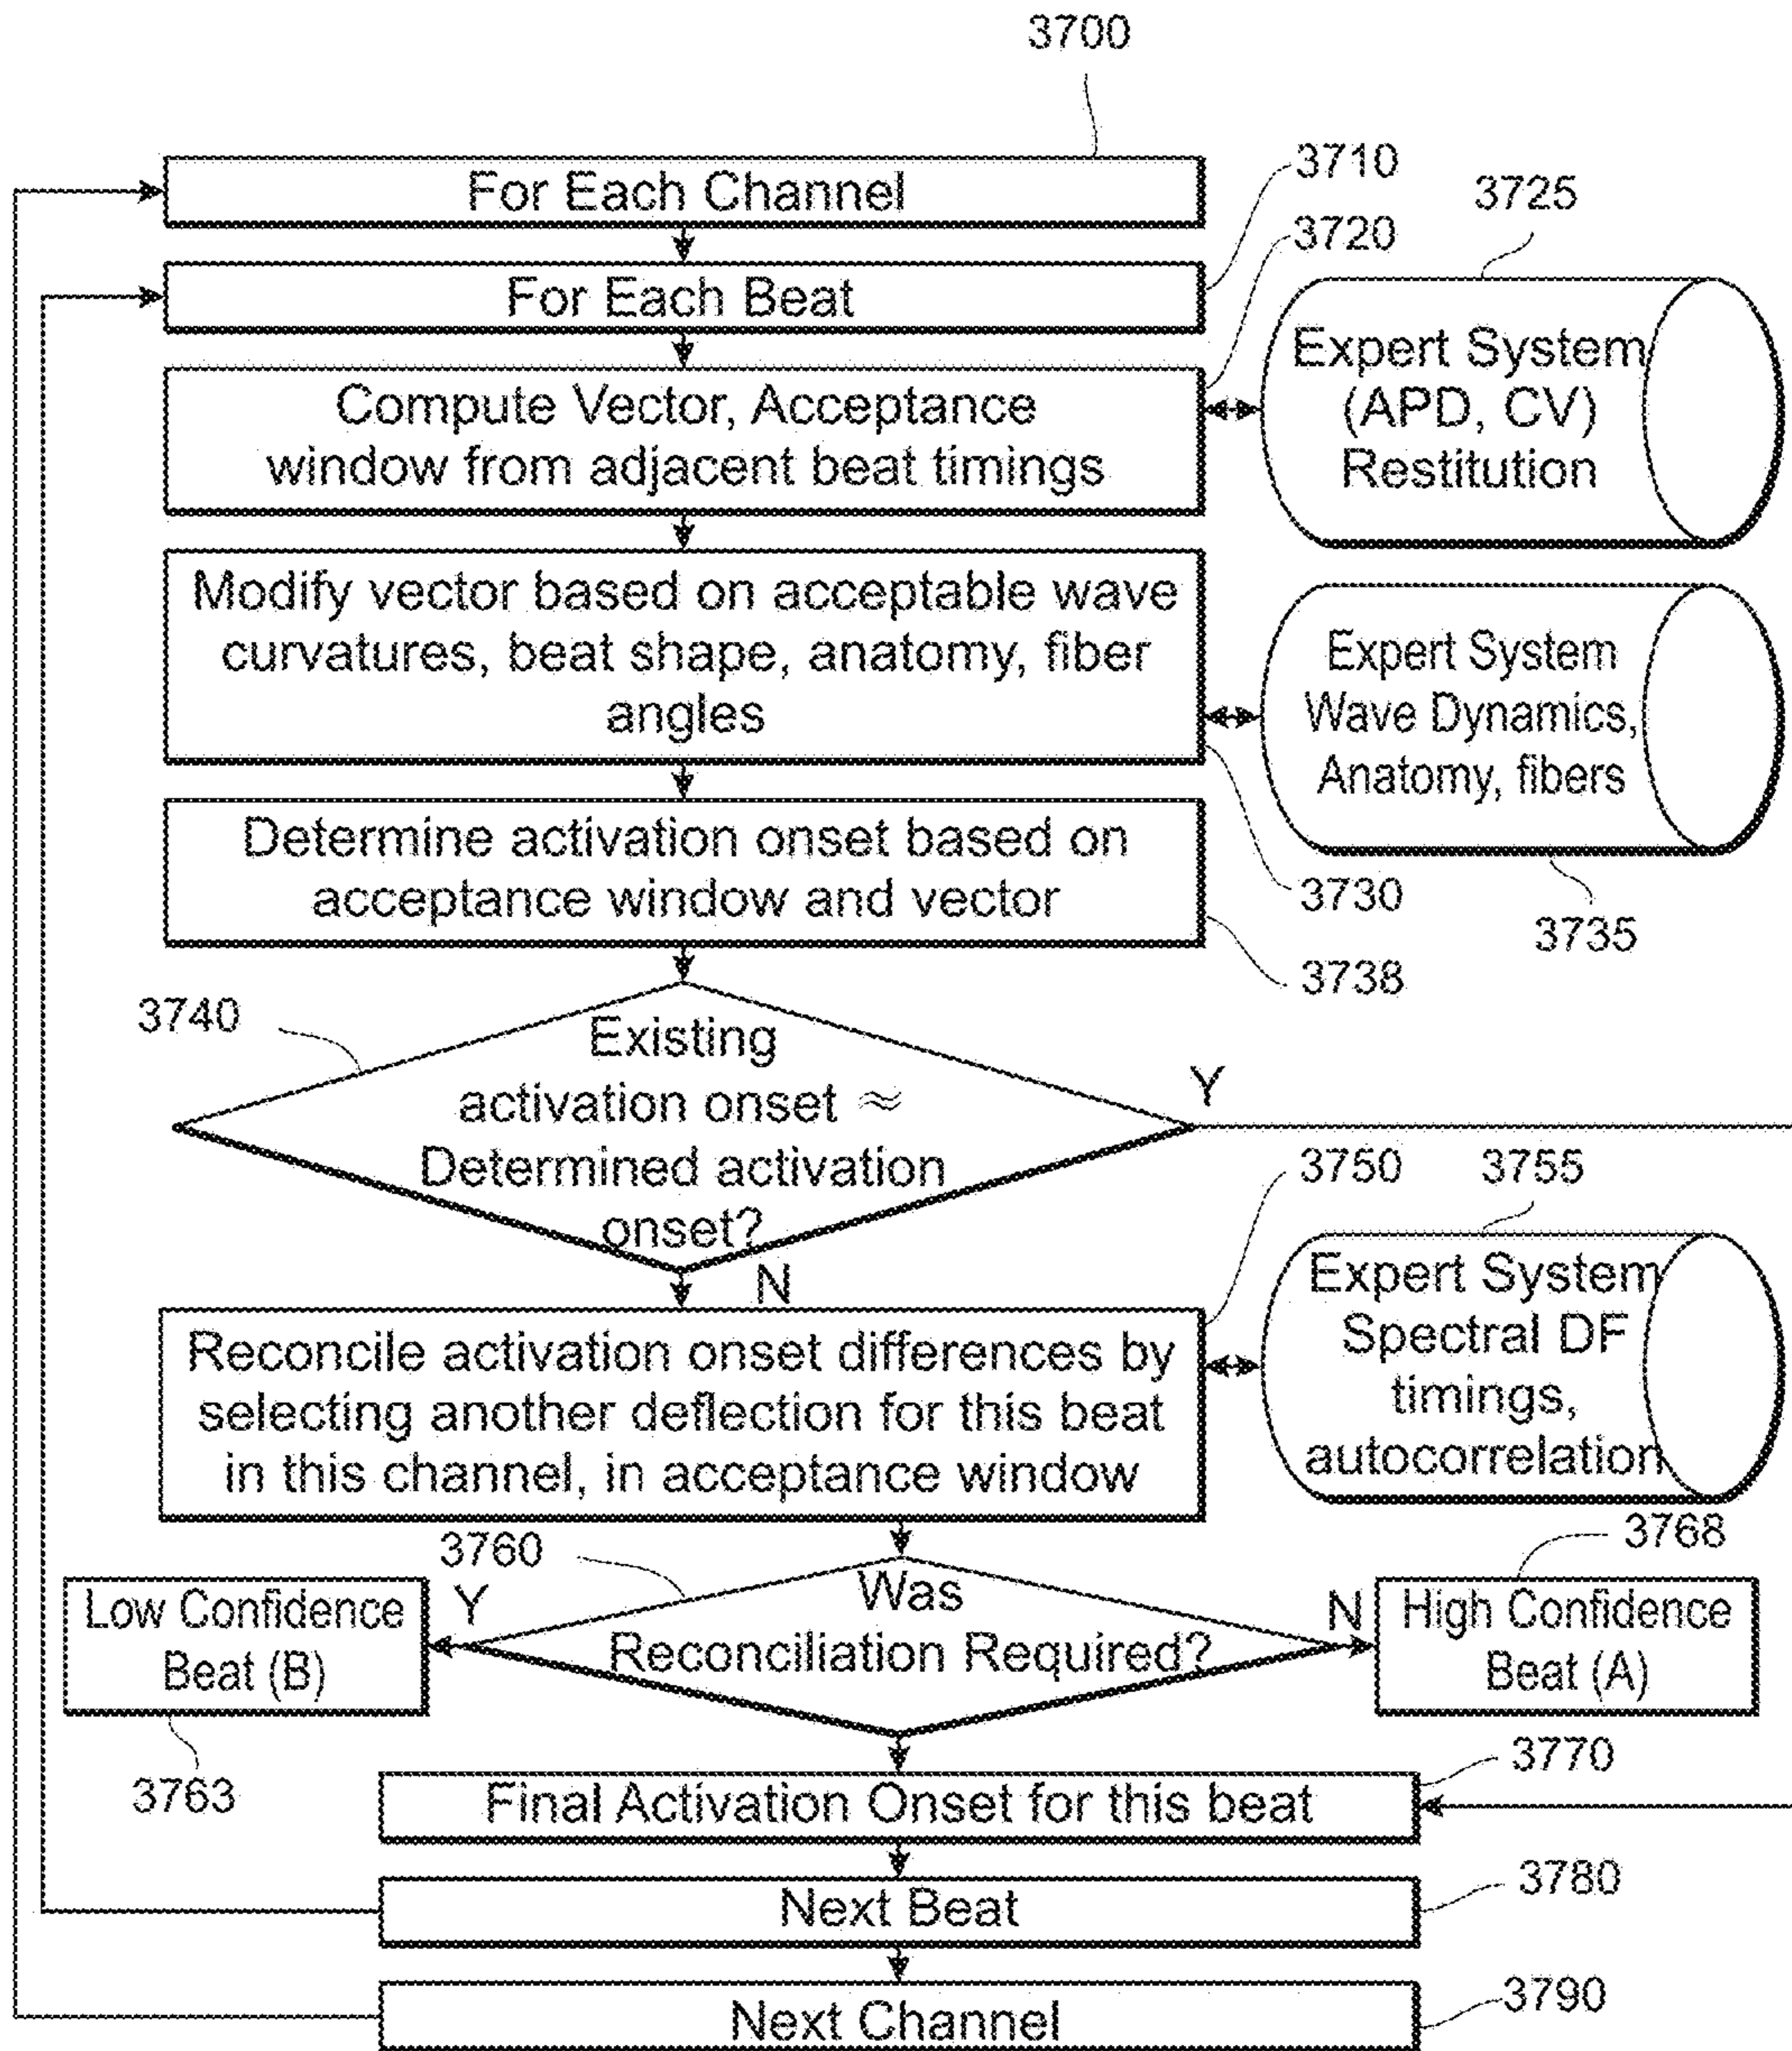 3700
For Each Channel
3710
For Each Beat
3720
3725
Compute Vector, Acceptance
window from adjacent beat timings
Expert System
(APD, CV)
Restitution
Modify vector based on acceptable wave
curvatures, beat shape, anatomy, fiber
angles
3730
Expert System
Wave Dynamics,
Anatomy, fibers
3735
Determine activation onset based on
acceptance window and vector
3738
3740
Existing
activation onset ≈
Determined activation
onset?
Y
N
3750
3755
Reconcile activation onset differences by
selecting another deflection for this beat
in this channel, in acceptance window
Expert System
Spectral DF
timings,
autocorrelation
3760
3768
Was
Reconciliation Required?
Y
N
Low Confidence
Beat (B)
3763
High Confidence
Beat (A)
3770
Final Activation Onset for this beat
3780
Next Beat
3790
Next Channel